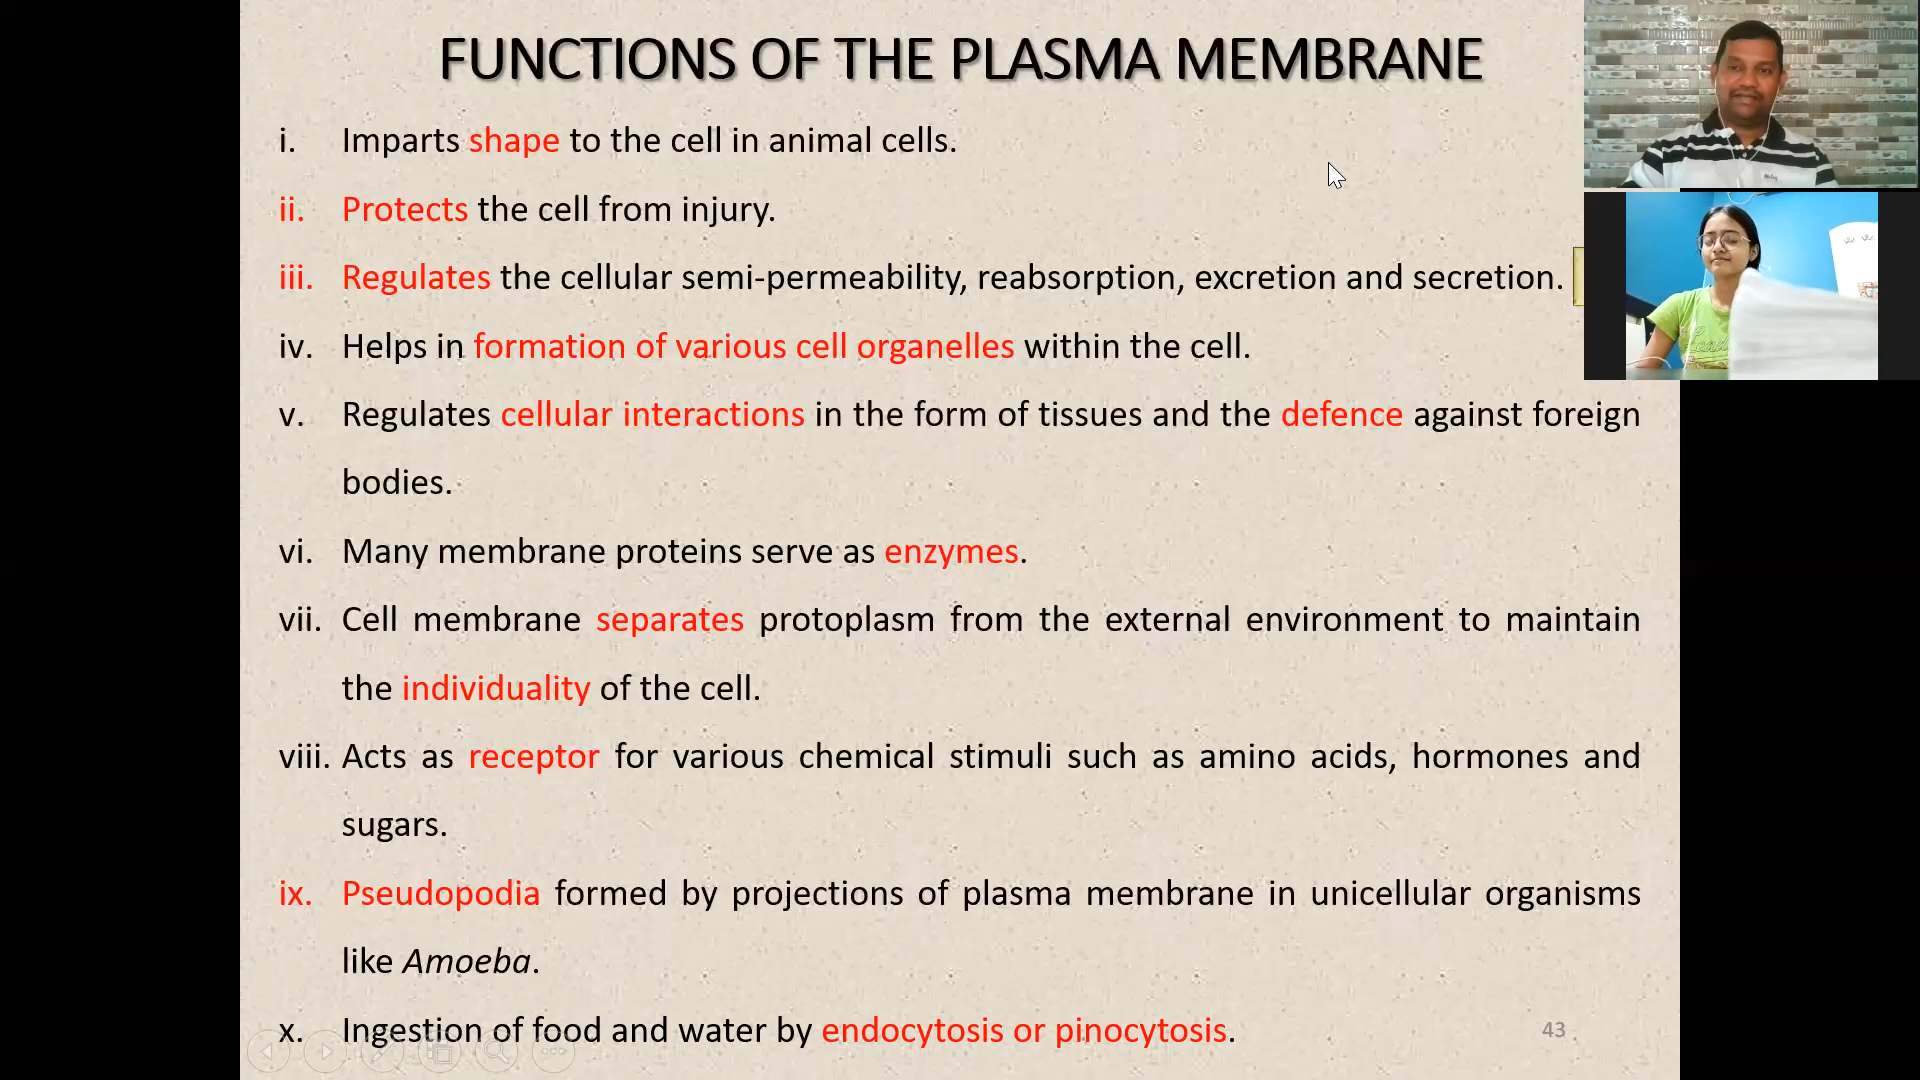 FUNCTIONS OF THE PLASMA MEMBRANE
i. Imparts shape to the cell in animal cells.
ii. Protects the cell from injury.
iii. Regulates the cellular semi-permeability, reabsorption, excretion and secretion.
iv. Helps in formation of various cell organelles within the cell.
v. Regulates cellular interactions in the form of tissues and the defence against foreign
bodies.
vi. Many membrane proteins serve as enzymes.
vii. Cell membrane separates protoplasm from the external environment to maintain
the individuality of the cell.
viii. Acts as receptor for various chemical stimuli such as amino acids, hormones and
sugars.
ix. Pseudopodia formed by projections of plasma membrane in unicellular organisms
like Amoeba.
x. Ingestion of food and water by endocytosis or pinocytosis.
43